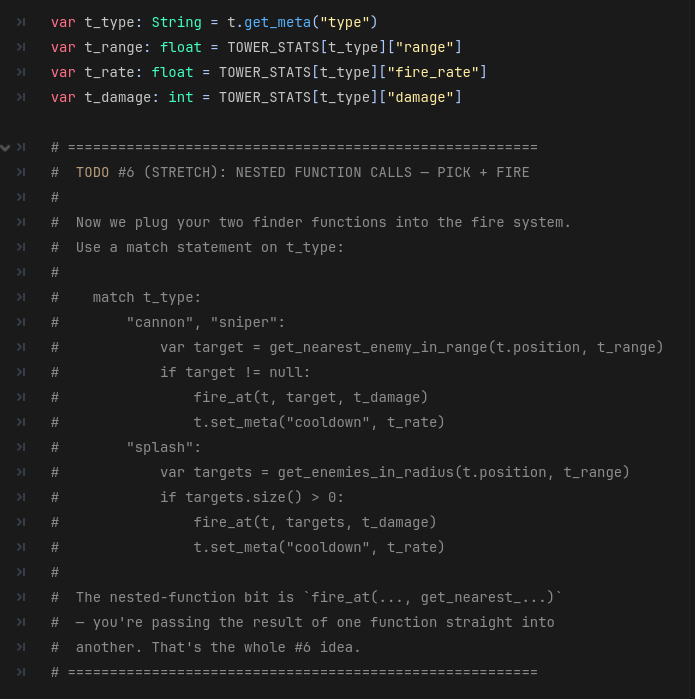 var t_type: String = t.get_meta("type")
var t_range: float = TOWER_STATS[t_type]["range"]
var t_rate: float = TOWER_STATS[t_type]["fire_rate"]
var t_damage: int = TOWER_STATS[t_type]["damage"]
# ========================================================
#  TODO #6 (STRETCH): NESTED FUNCTION CALLS — PICK + FIRE
#
#  Now we plug your two finder functions into the fire system.
#  Use a match statement on t_type:
#
#    match t_type:
#        "cannon", "sniper":
#            var target = get_nearest_enemy_in_range(t.position, t_range)
#            if target != null:
#                fire_at(t, target, t_damage)
#                t.set_meta("cooldown", t_rate)
#        "splash":
#            var targets = get_enemies_in_radius(t.position, t_range)
#            if targets.size() > 0:
#                fire_at(t, targets, t_damage)
#                t.set_meta("cooldown", t_rate)
#
#  The nested-function bit is `fire_at(..., get_nearest_...)`
#  — you're passing the result of one function straight into
#  another. That's the whole #6 idea.
# ========================================================